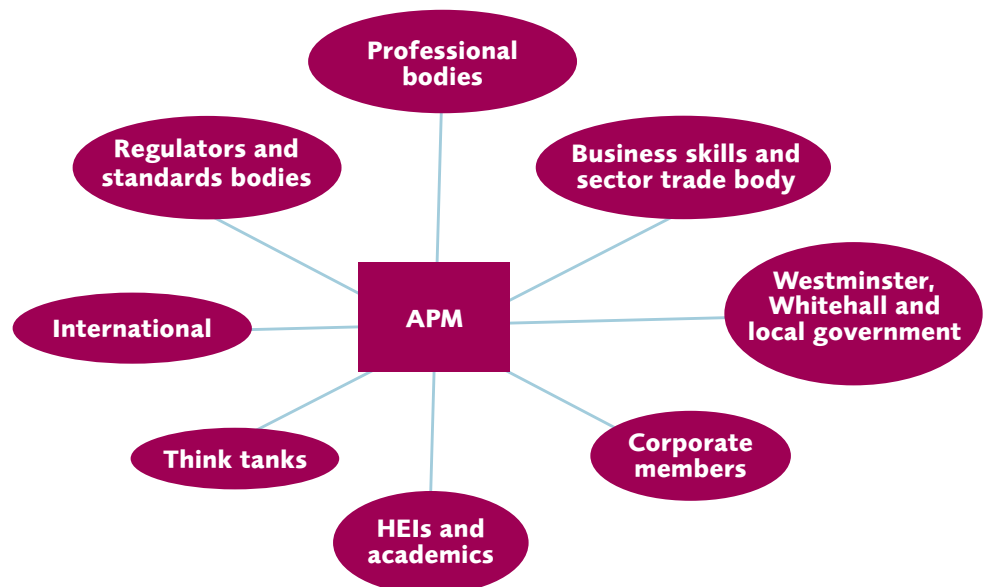 Professional
bodies
Regulators and
standards bodies
Business skills and
sector trade body
Westminster,
Whitehall and
local government
APM
International
Corporate
members
Think tanks
HEIs and
academics